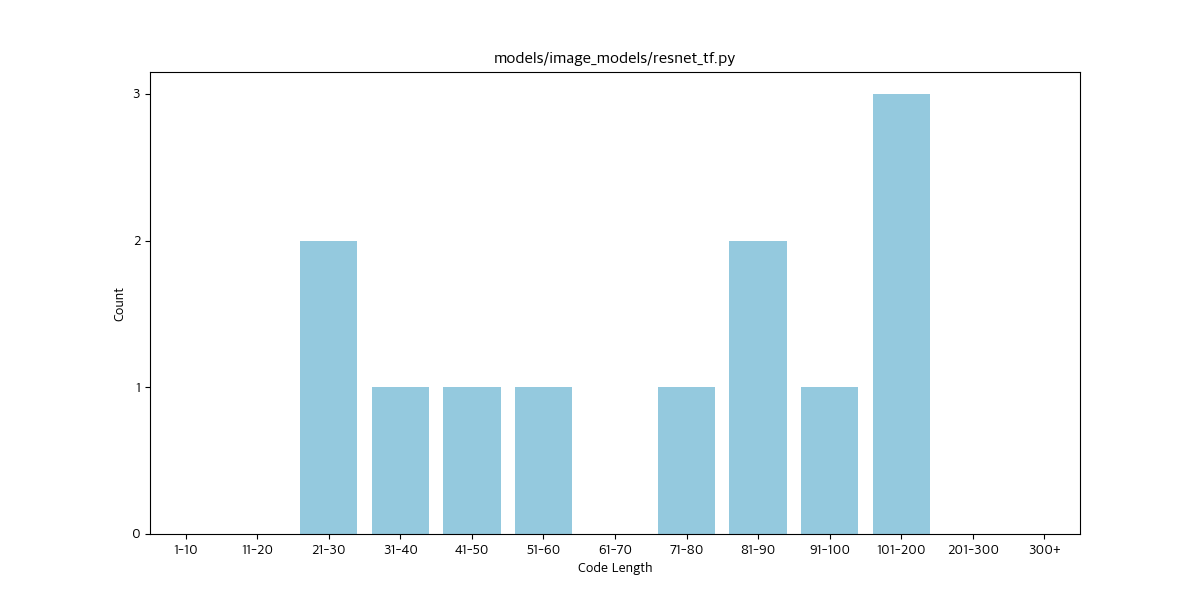 models/image_models/resnet_tf.py
Count
3
2
1
0
1-10 11-20 21-30 31-40 41-50 51-60 61-70 71-80 81-90 91-100 101-200 201-300 300+
Code Length